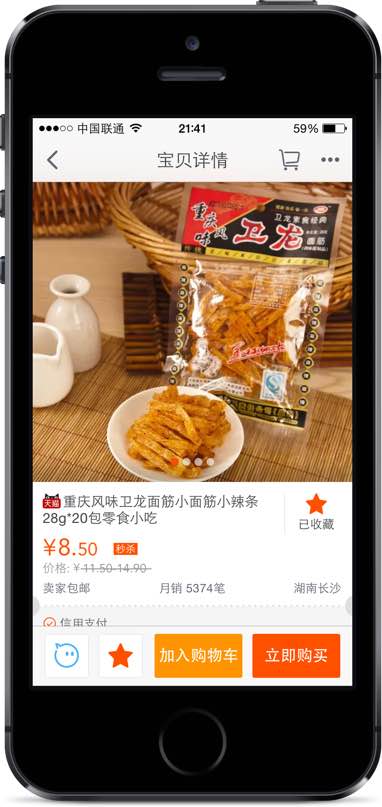 中国联通
21:41
59%
宝贝详情
重庆风味
卫龙素食经典
卫龙
面筋
天猫 重庆风味卫龙面筋小面筋小辣条
28g*20包零食小吃
已收藏
¥8.50 秒杀
价格: ¥11.50-14.90
卖家包邮 月销 5374笔 湖南长沙
信用支付
加入购物车 立即购买